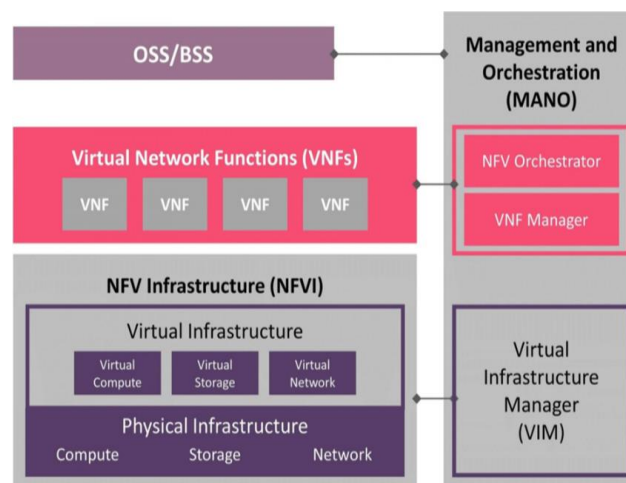 OSS/BSS
Management and
Orchestration
(MANO)
Virtual Network Functions (VNFs)
VNF
VNF
VNF
VNF
NFV Orchestrator
VNF Manager
NFV Infrastructure (NFVI)
Virtual Infrastructure
Virtual
Compute
Virtual
Storage
Virtual
Network
Physical Infrastructure
Compute
Storage
Network
Virtual
Infrastructure
Manager
(VIM)